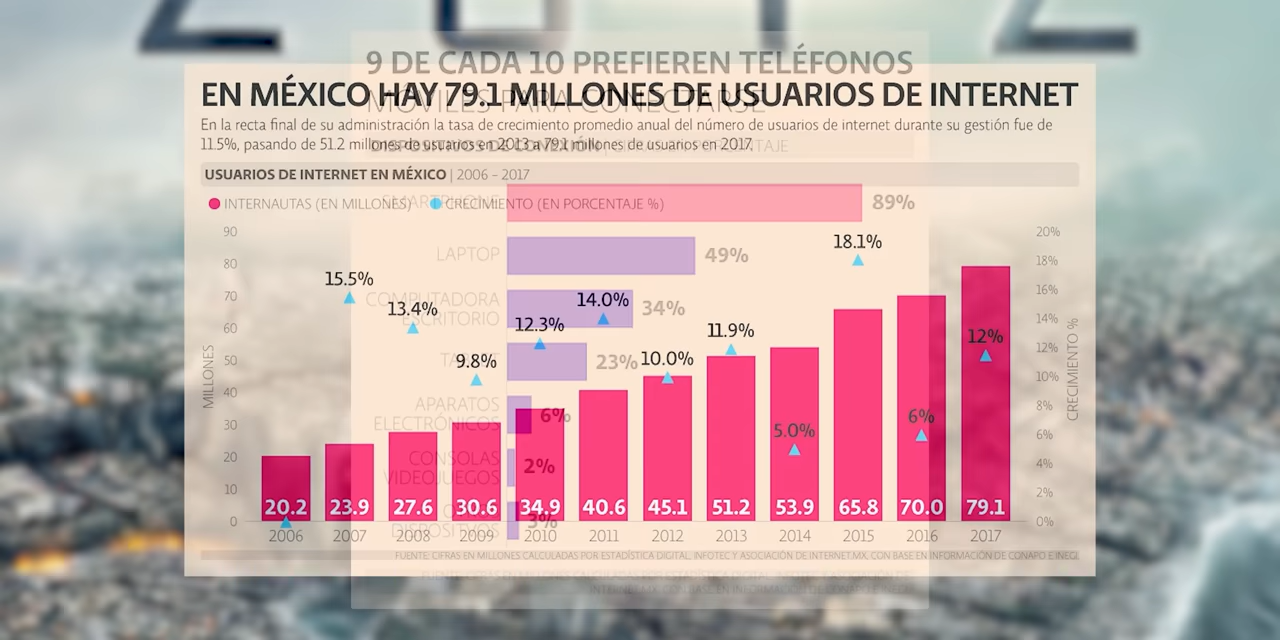 2012
9 DE CADA 10 PREFIEREN TELÉFONOS
MÓVILES PARA CONECTARSE
EN MÉXICO HAY 79.1 MILLONES DE USUARIOS DE INTERNET
En la recta final de su administración la tasa de crecimiento promedio anual del número de usuarios de internet durante su gestión fue de
11.5%, pasando de 51.2 millones de usuarios en 2013 a 79.1 millones de usuarios en 2017.
DISPOSITIVOS DE CONEXIÓN
USUARIOS DE INTERNET EN MÉXICO | 2006 - 2017
INTERNAUTAS (EN MILLONES) CRECIMIENTO (EN PORCENTAJE %)
SMARTPHONE 89%
LAPTOP 49%
COMPUTADORA
ESCRITORIO 34%
23%
APARATOS
ELECTRÓNICOS 6%
CONSOLAS
VIDEOJUEGOS 2%
DISPOSITIVOS 3%
MILLONES
90
80
70
60
50
40
30
20
10
0
15.5% 13.4% 9.8% 12.3% 14.0% 10.0% 11.9% 5.0% 18.1% 6% 12%
20.2 23.9 27.6 30.6 34.9 40.6 45.1 51.2 53.9 65.8 70.0 79.1
2006 2007 2008 2009 2010 2011 2012 2013 2014 2015 2016 2017
20%
18%
16%
14%
12%
10%
8%
6%
4%
2%
0%
CRECIMIENTO %
FUENTE: CIFRAS EN MILLONES CALCULADAS POR ESTADÍSTICA DIGITAL, INFOTEC Y ASOCIACIÓN DE INTERNET.MX, CON BASE EN INFORMACIÓN DE CONAPO E INEGI.